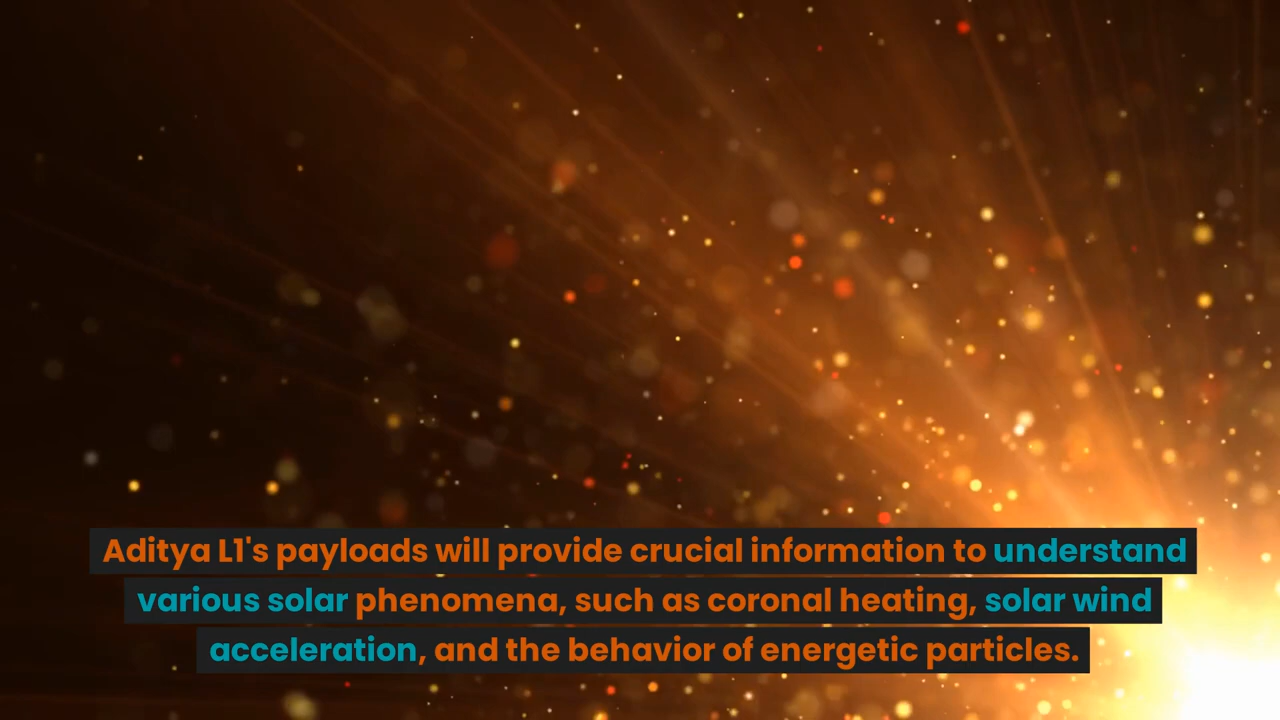 Aditya L1's payloads will provide crucial information to understand
various solar phenomena, such as coronal heating, solar wind
acceleration, and the behavior of energetic particles.